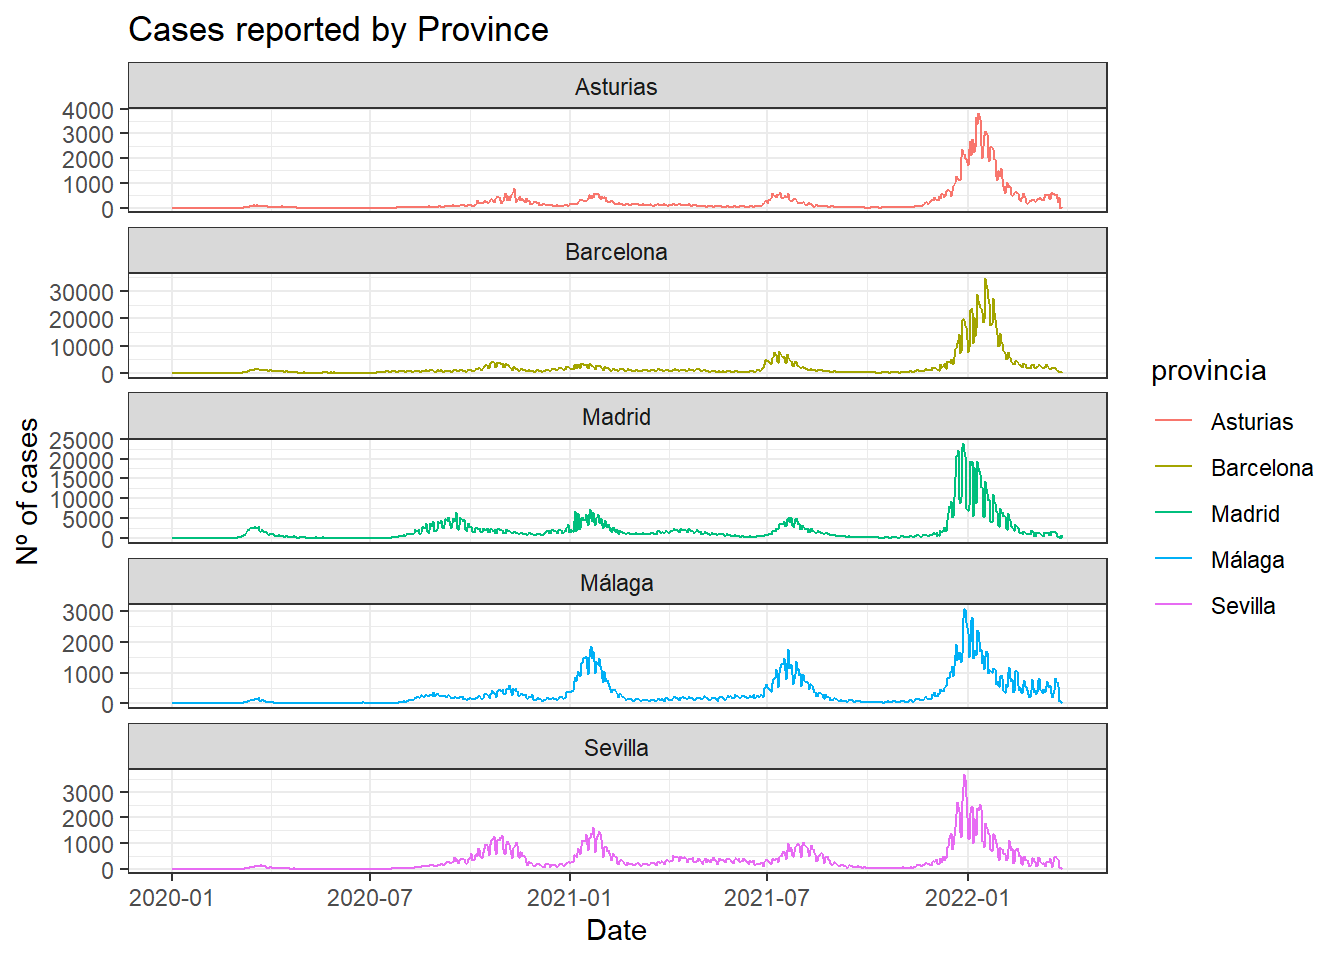 Cases reported by Province
Asturias
4000
3000
2000
1000
0
Barcelona
30000
20000
10000
0
Madrid
25000
20000
15000
10000
5000
0
Málaga
3000
2000
1000
0
Sevilla
3000
2000
1000
0
2020-01 2020-07 2021-01 2021-07 2022-01
Date
Nº of cases
provincia
Asturias
Barcelona
Madrid
Málaga
Sevilla